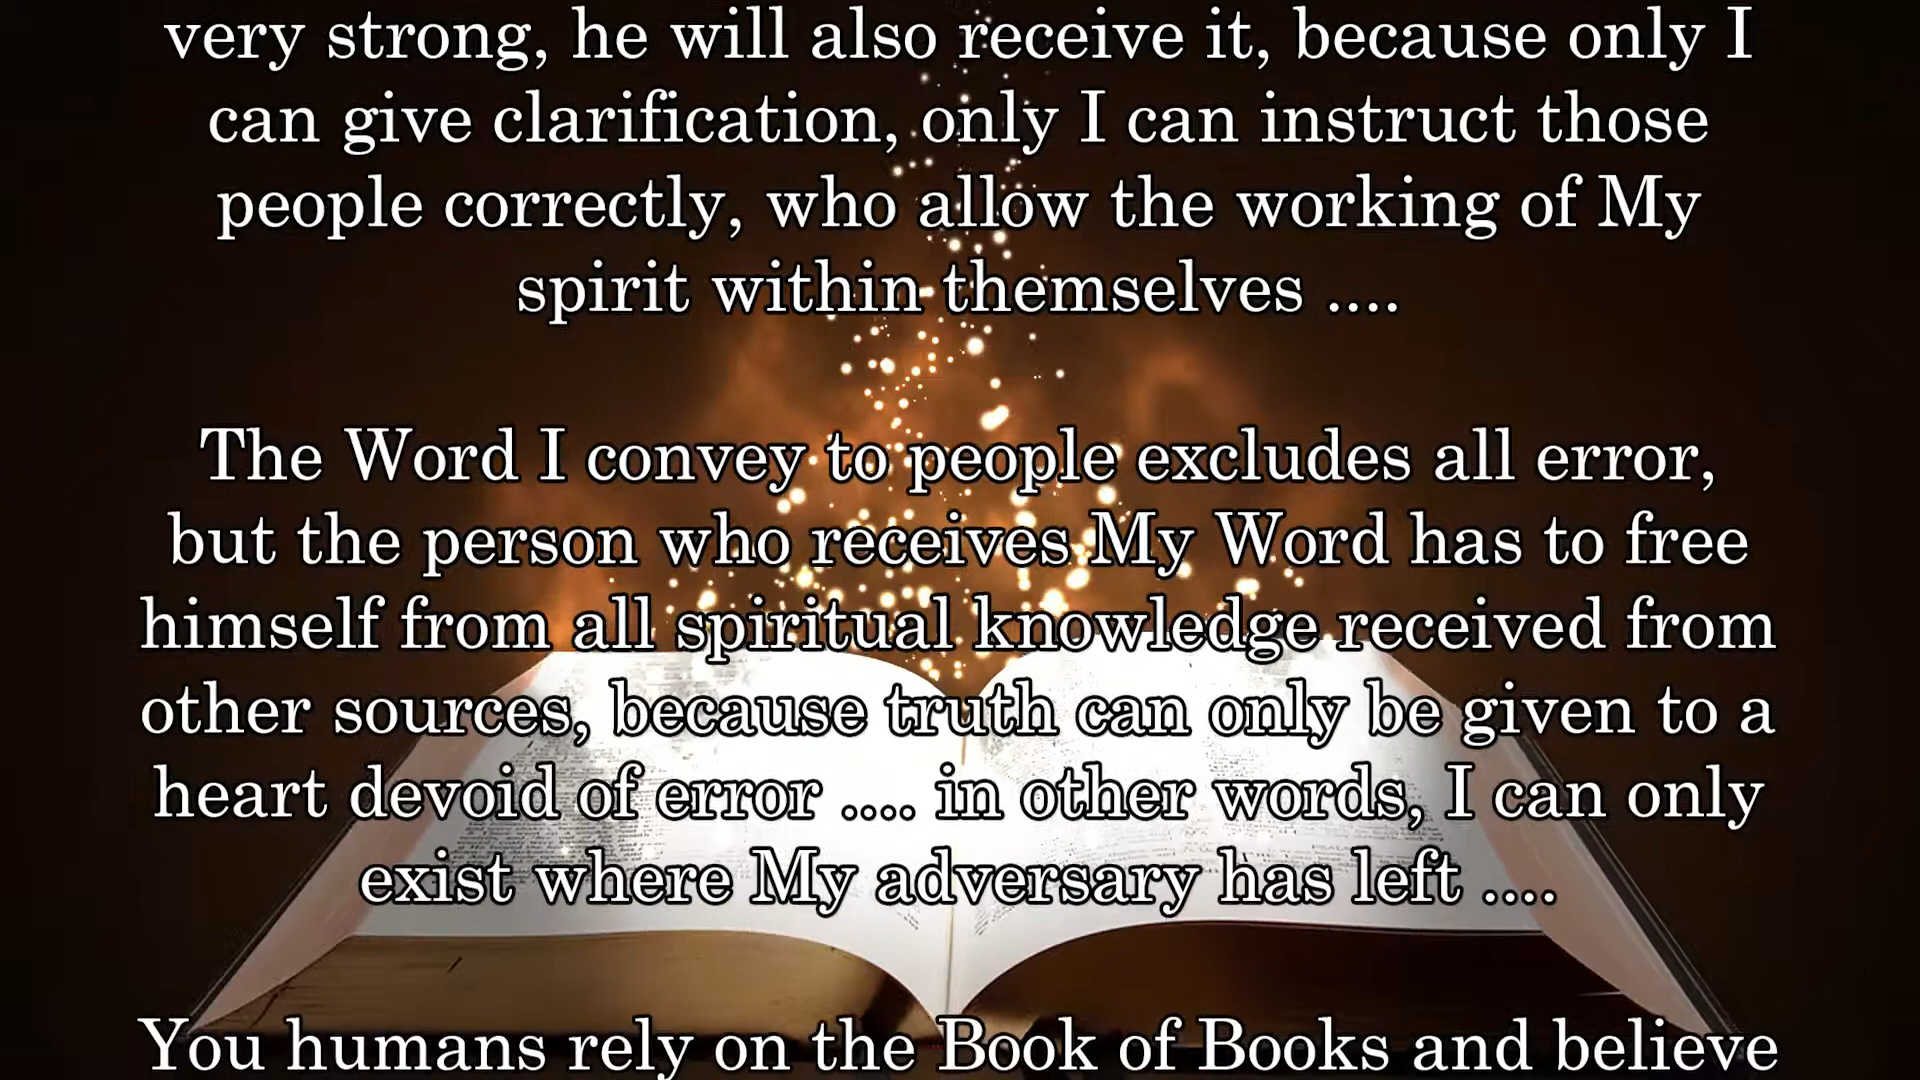 very strong, he will also receive it, because only I
can give clarification, only I can instruct those
people correctly, who allow the working of My
spirit within themselves ....
The Word I convey to people excludes all error,
but the person who receives My Word has to free
himself from all spiritual knowledge received from
other sources, because truth can only be given to a
heart devoid of error .... in other words, I can only
exist where My adversary has left ....
You humans rely on the Book of Books and believe